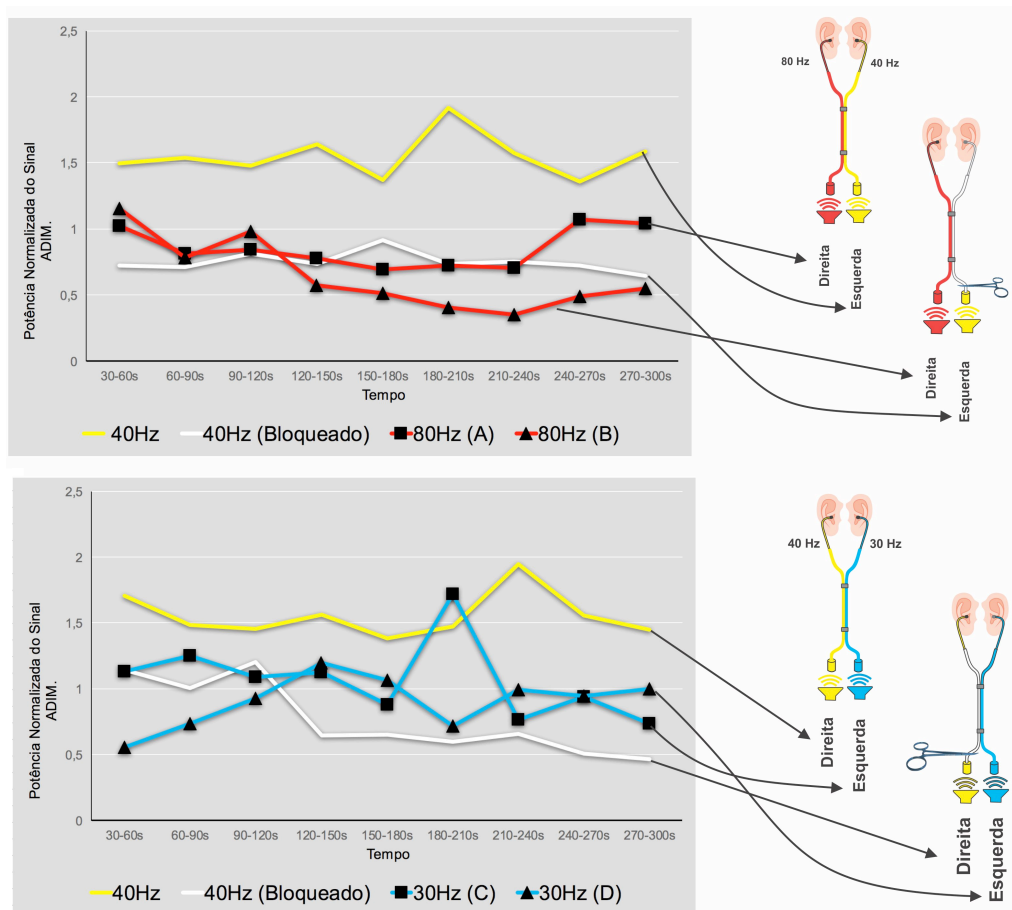 2,5
2
1,5
1
0,5
0
Potência Normalizada do Sinal
ADIM.
30-60s 60-90s 90-120s 120-150s 150-180s 180-210s 210-240s 240-270s 270-300s
Tempo
40Hz 40Hz (Bloqueado) 80Hz (A) 80Hz (B)
80 Hz 40 Hz
Direita
Esquerda
Direita
Esquerda
2,5
2
1,5
1
0,5
0
Potência Normalizada do Sinal
ADIM.
30-60s 60-90s 90-120s 120-150s 150-180s 180-210s 210-240s 240-270s 270-300s
Tempo
40Hz 40Hz (Bloqueado) 30Hz (C) 30Hz (D)
40 Hz 30 Hz
Direita
Esquerda
Direita
Esquerda